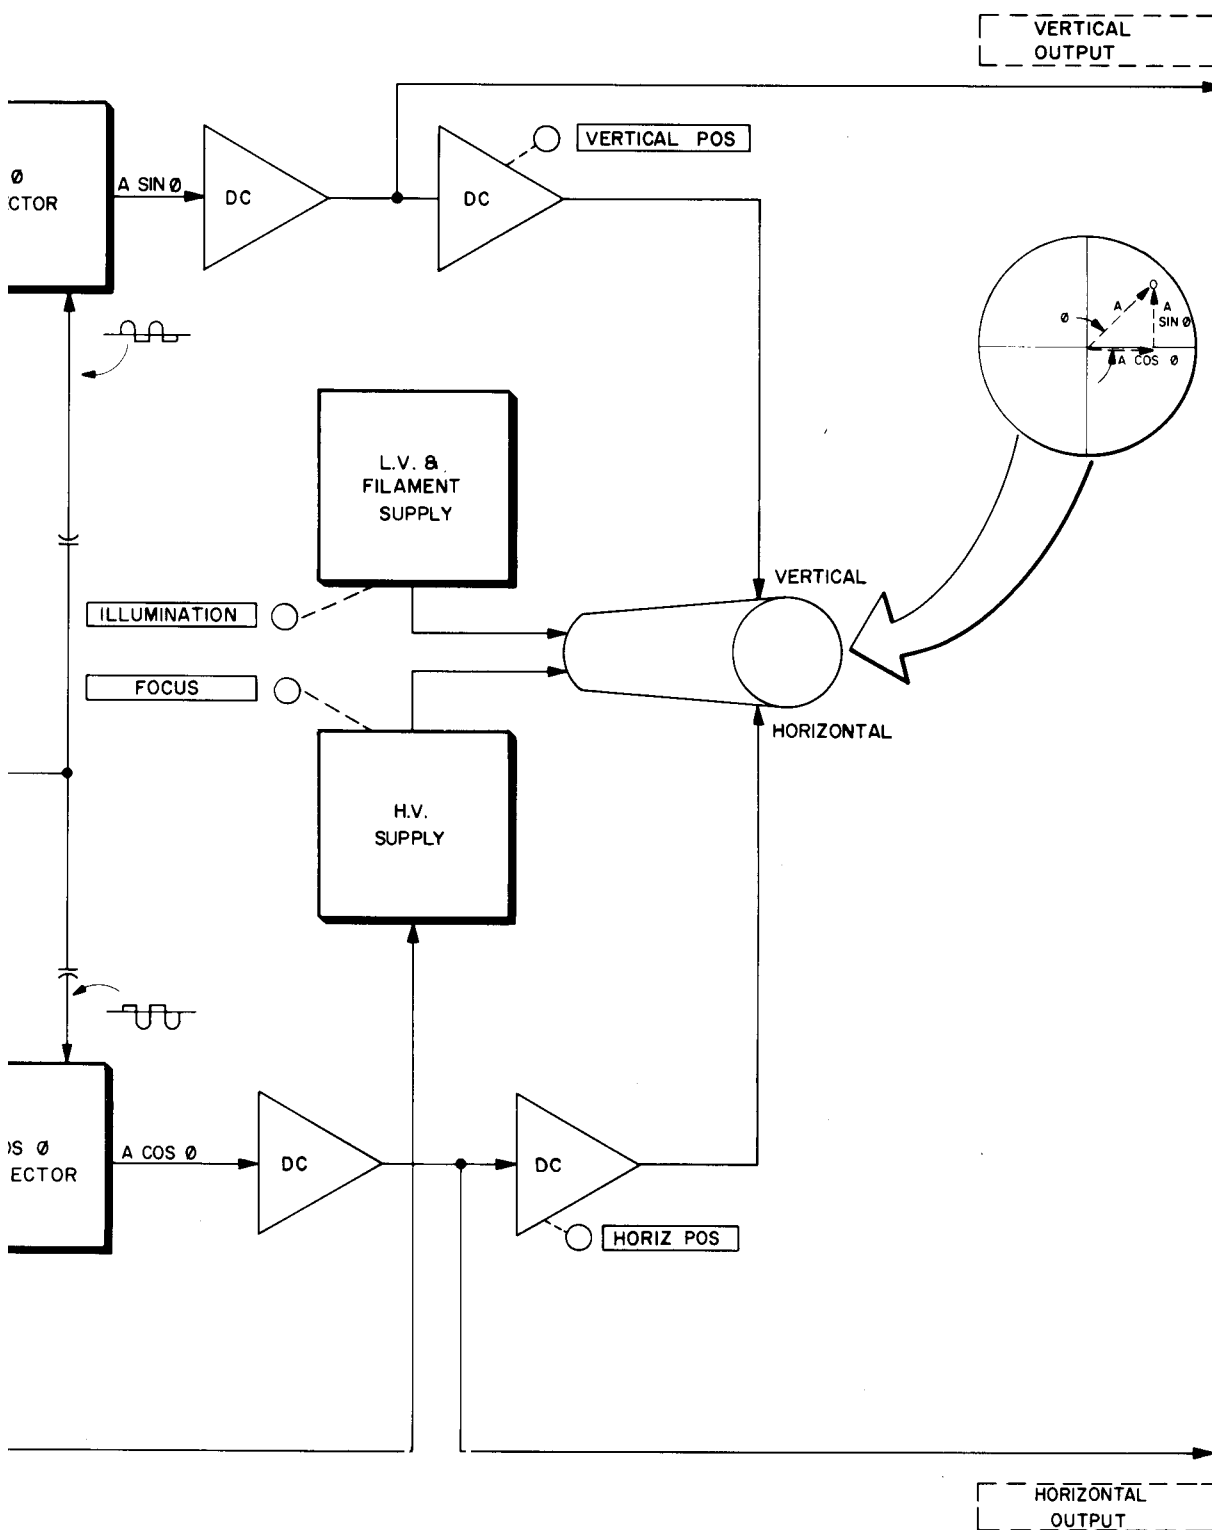 VERTICAL
OUTPUT
VERTICAL POS
Ø
CTOR
A SIN Ø
DC
DC
A
Ø
A
SIN Ø
A COS Ø
L.V. &
FILAMENT
SUPPLY
VERTICAL
ILLUMINATION
FOCUS
HORIZONTAL
H.V.
SUPPLY
OS Ø
ECTOR
A COS Ø
DC
DC
HORIZ POS
HORIZONTAL
OUTPUT